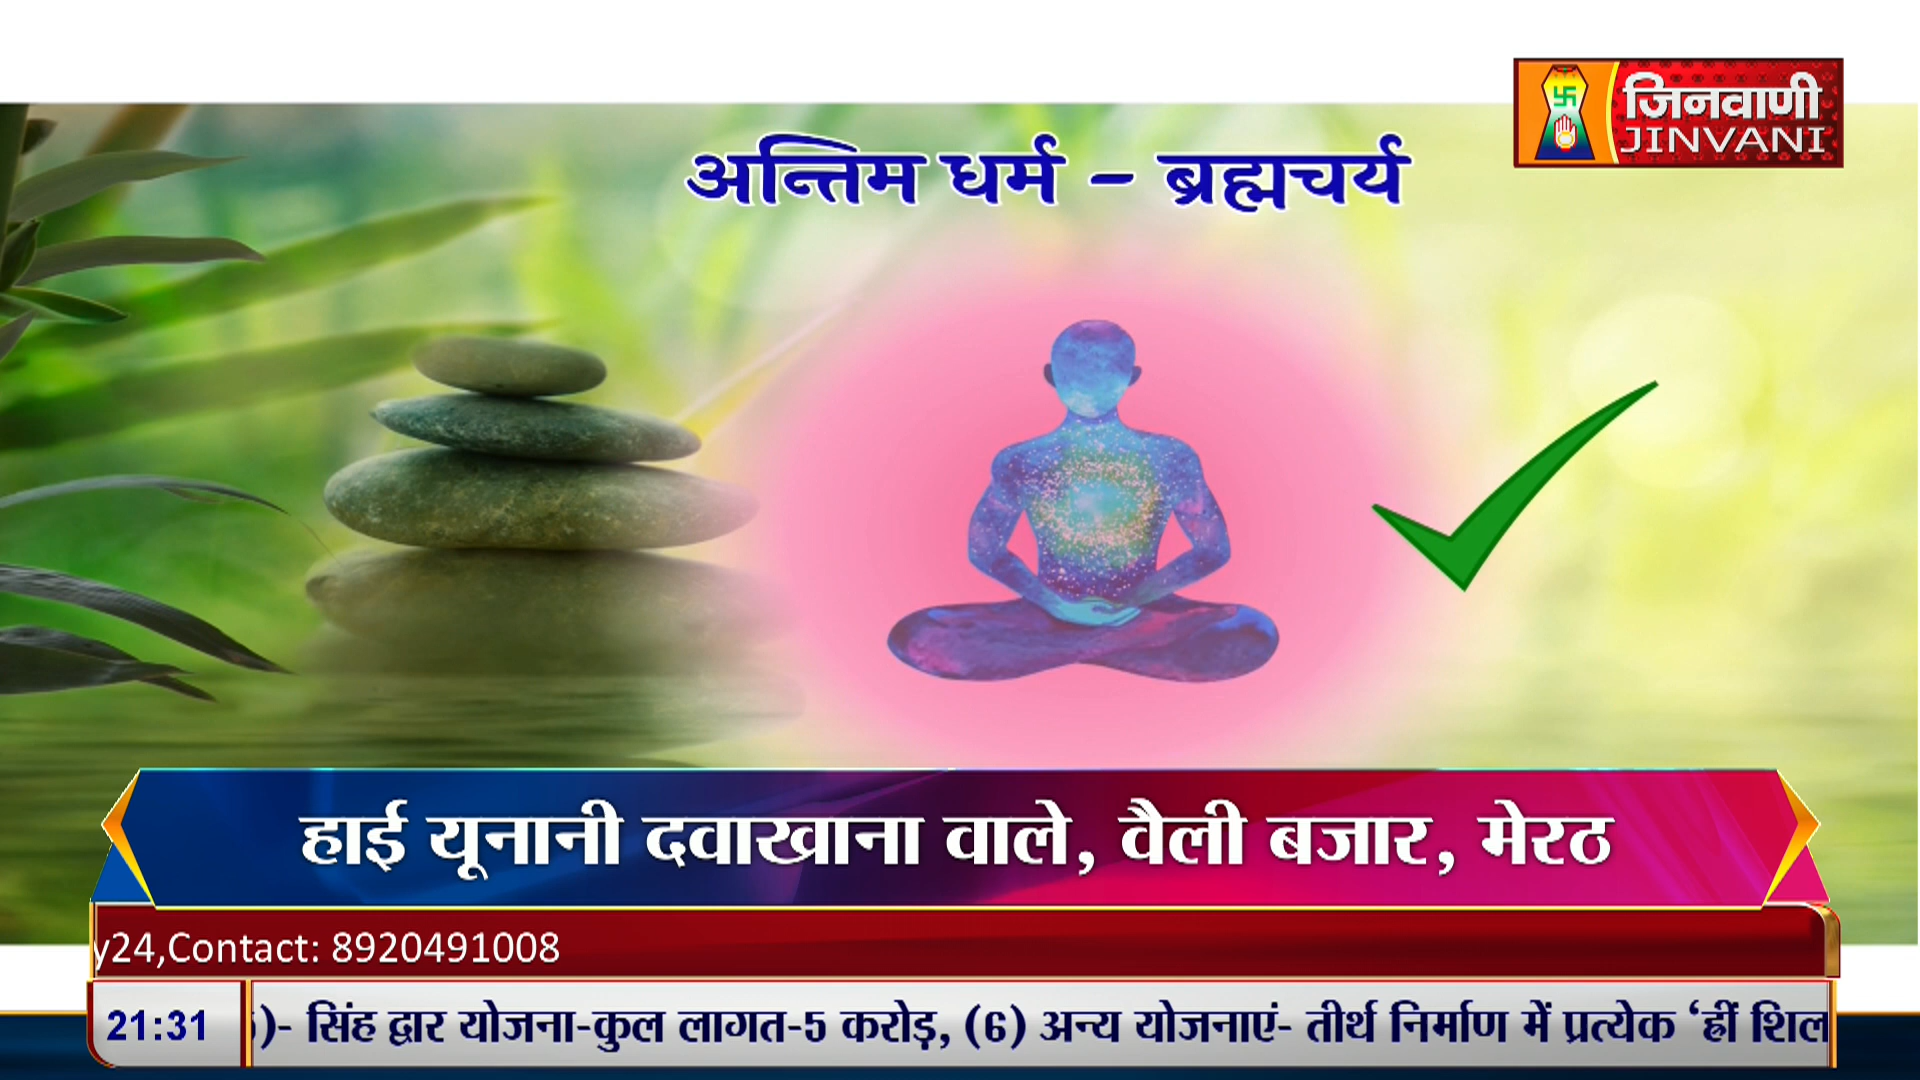 जिनवाणी
JINVANI
अन्तिम धर्म – ब्रह्मचर्य
हाई यूनानी दवाखाना वाले, वैली बजार, मेरठ
y24,Contact: 8920491008
21:31
)- सिंह द्वार योजना-कुल लागत-5 करोड़, (6) अन्य योजनाएं- तीर्थ निर्माण में प्रत्येक ‘ह्रीं शिल